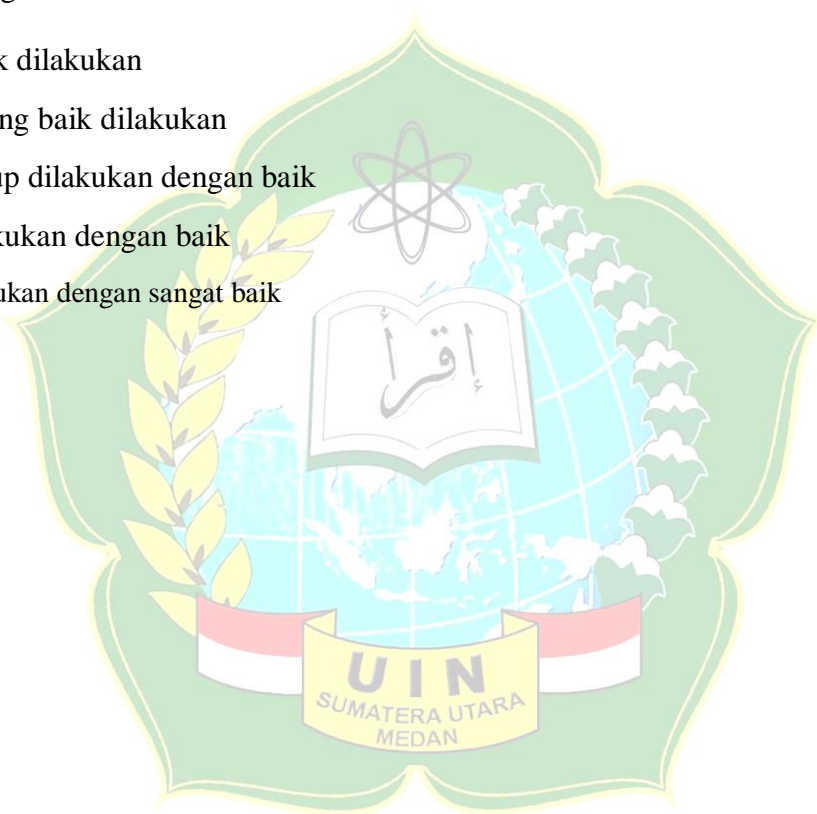 g
k dilakukan
ng baik dilakukan
up dilakukan dengan baik
kukan dengan baik
ukan dengan sangat baik
إقرأ
UIN
SUMATERA UTARA
MEDAN